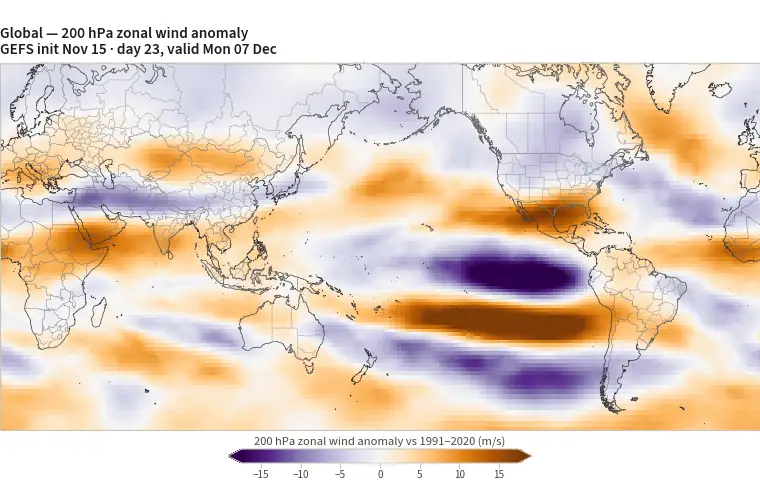 Global — 200 hPa zonal wind anomaly
GEFS init Nov 15 · day 23, valid Mon 07 Dec
200 hPa zonal wind anomaly vs 1991–2020 (m/s)
−15 −10 −5 0 5 10 15